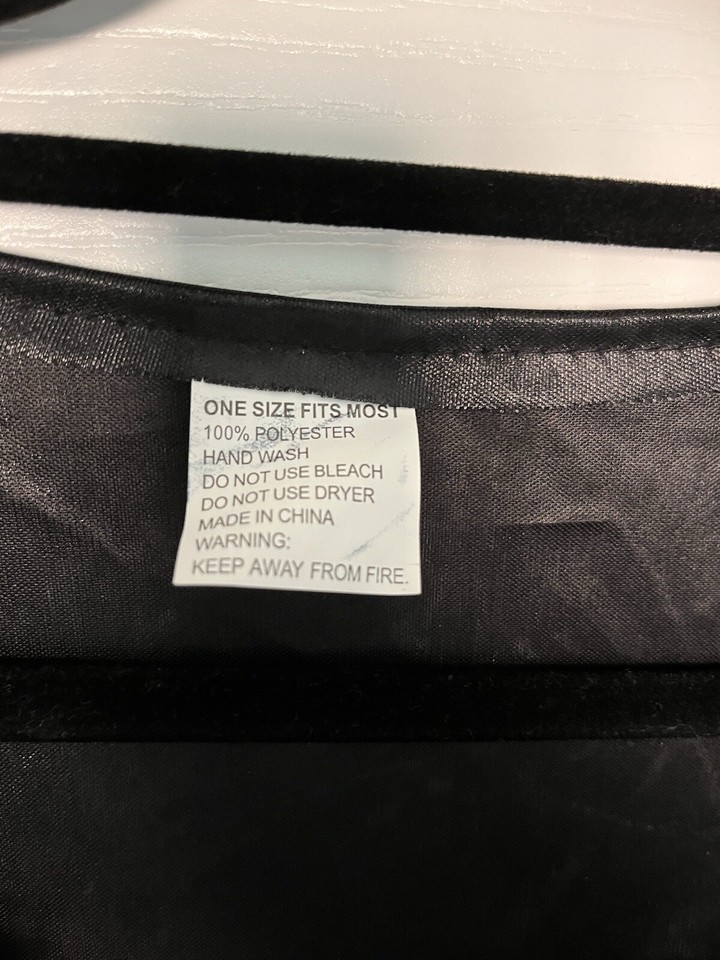 ONE SIZE FITS MOST
100% POLYESTER
HAND WASH
DO NOT USE BLEACH
DO NOT USE DRYER
MADE IN CHINA
WARNING:
KEEP AWAY FROM FIRE.